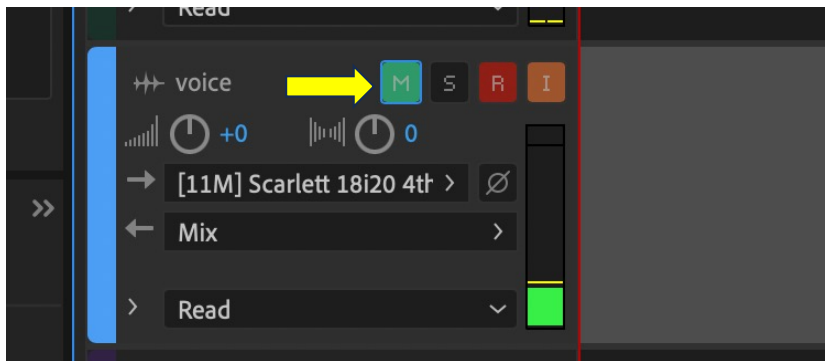 Read
voice M S R I
+0 0
[11M] Scarlett 18i20 4th >
Mix
Read